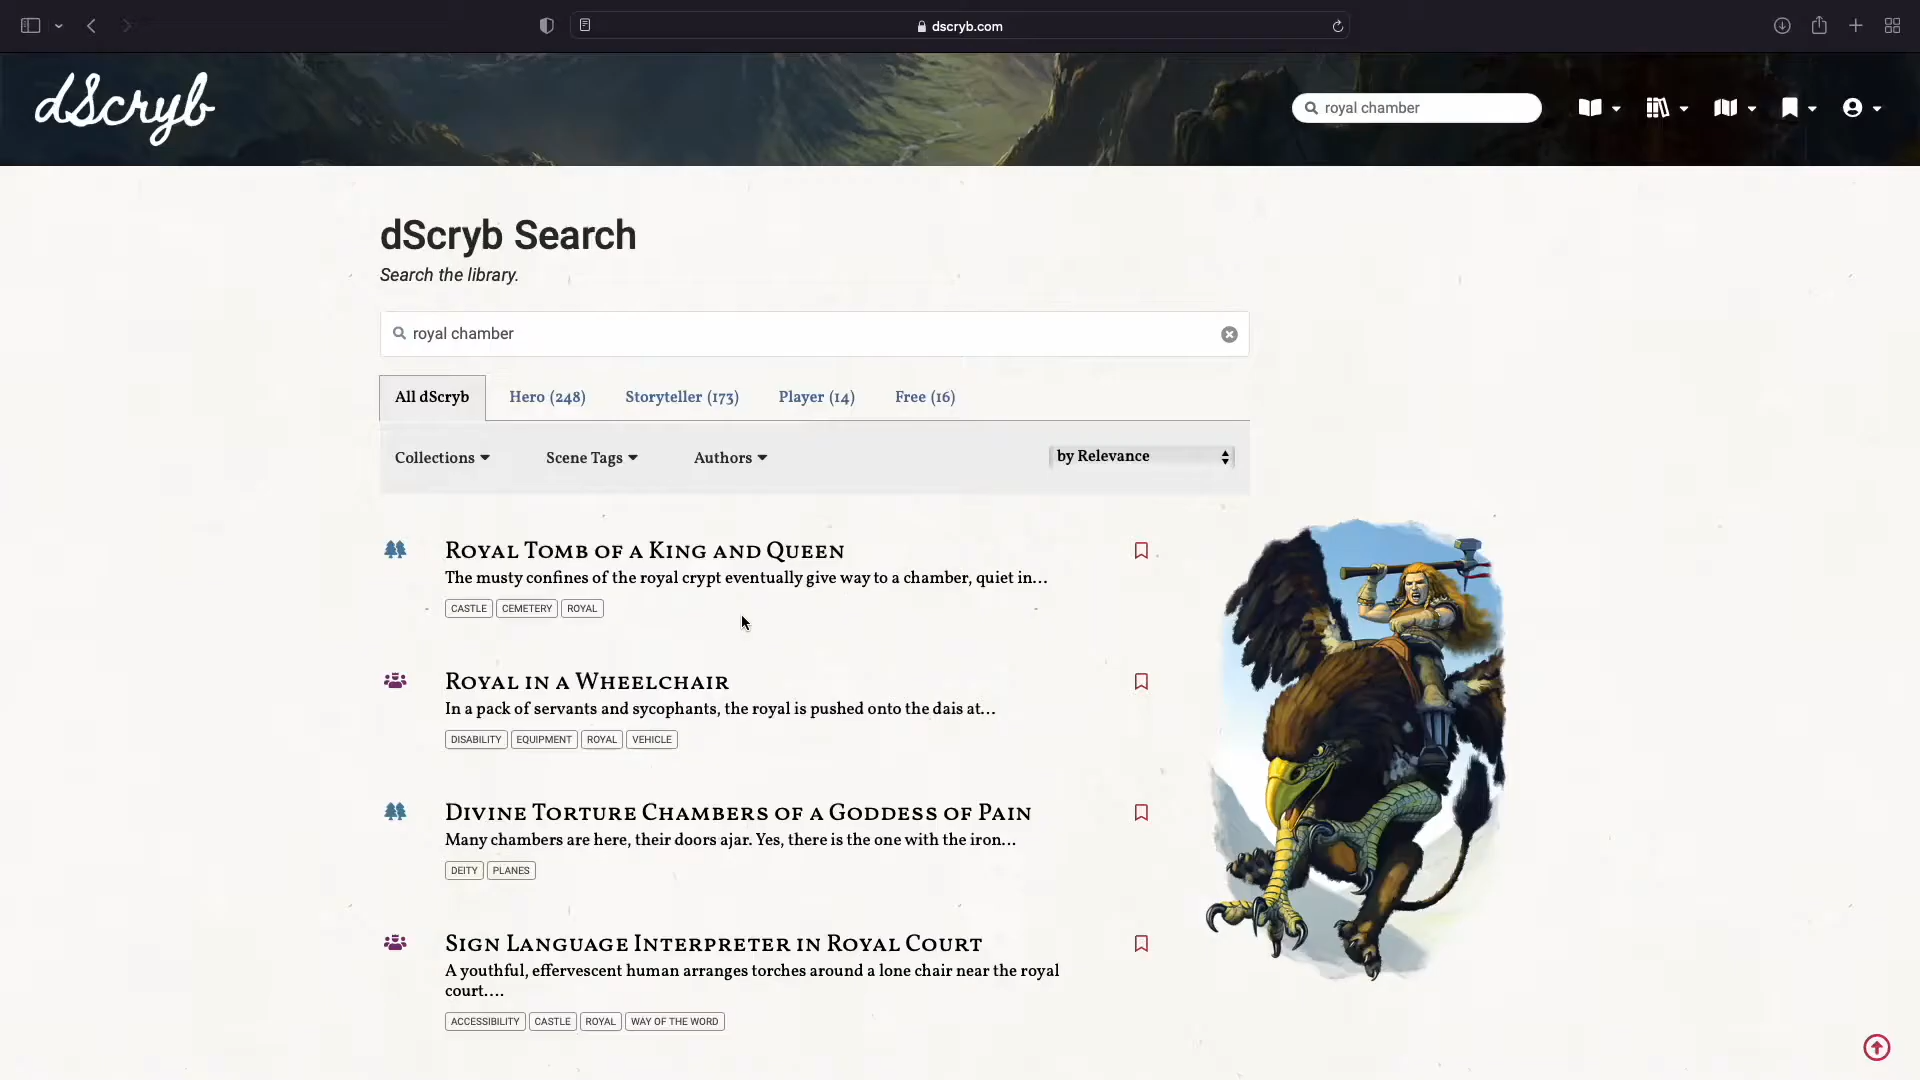 dscryb.com
dScryb
royal chamber
dScryb Search
Search the library.
royal chamber
All dScryb Hero (248) Storyteller (173) Player (14) Free (16)
Collections Scene Tags Authors by Relevance
Royal Tomb of a King and Queen
The musty confines of the royal crypt eventually give way to a chamber, quiet in...
CASTLE CEMETERY ROYAL
Royal in a Wheelchair
In a pack of servants and sycophants, the royal is pushed onto the dais at...
DISABILITY EQUIPMENT ROYAL VEHICLE
Divine Torture Chambers of a Goddess of Pain
Many chambers are here, their doors ajar. Yes, there is the one with the iron...
DEITY PLANES
Sign Language Interpreter in Royal Court
A youthful, effervescent human arranges torches around a lone chair near the royal
court....
ACCESSIBILITY CASTLE ROYAL WAY OF THE WORD